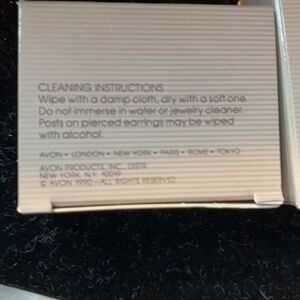 CLEANING INSTRUCTIONS
Wipe with a damp cloth, dry with a soft one.
Do not immerse in water or jewelry cleaner.
Posts on pierced earrings may be wiped
with alcohol.
AVON • LONDON • NEW YORK • PARIS • ROME • TOKYO
AVON PRODUCTS, INC., DISTR.
NEW YORK, N.Y. 10019
© AVON 1990 – ALL RIGHTS RESERVED